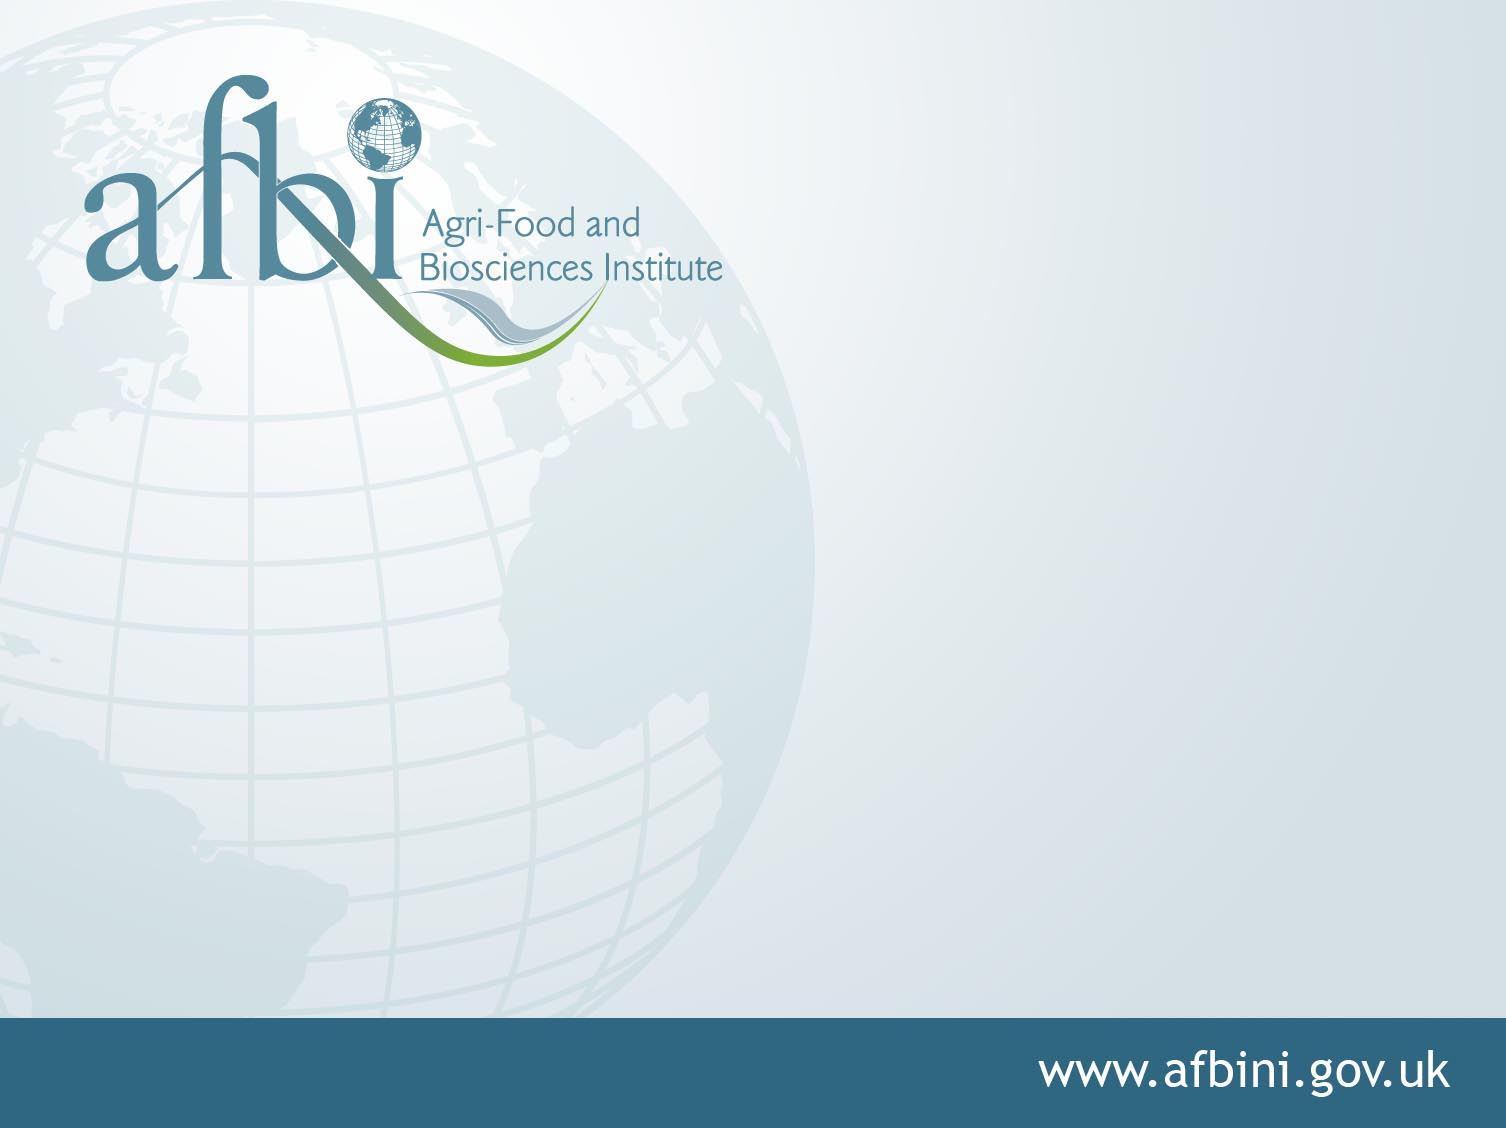 afbi
Agri-Food and
Biosciences Institute
www.afbini.gov.uk